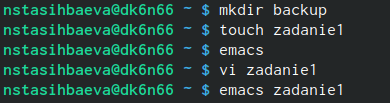 nstasihbaeva@dk6n66 ~ $ mkdir backup
nstasihbaeva@dk6n66 ~ $ touch zadanie1
nstasihbaeva@dk6n66 ~ $ emacs
nstasihbaeva@dk6n66 ~ $ vi zadanie1
nstasihbaeva@dk6n66 ~ $ emacs zadanie1